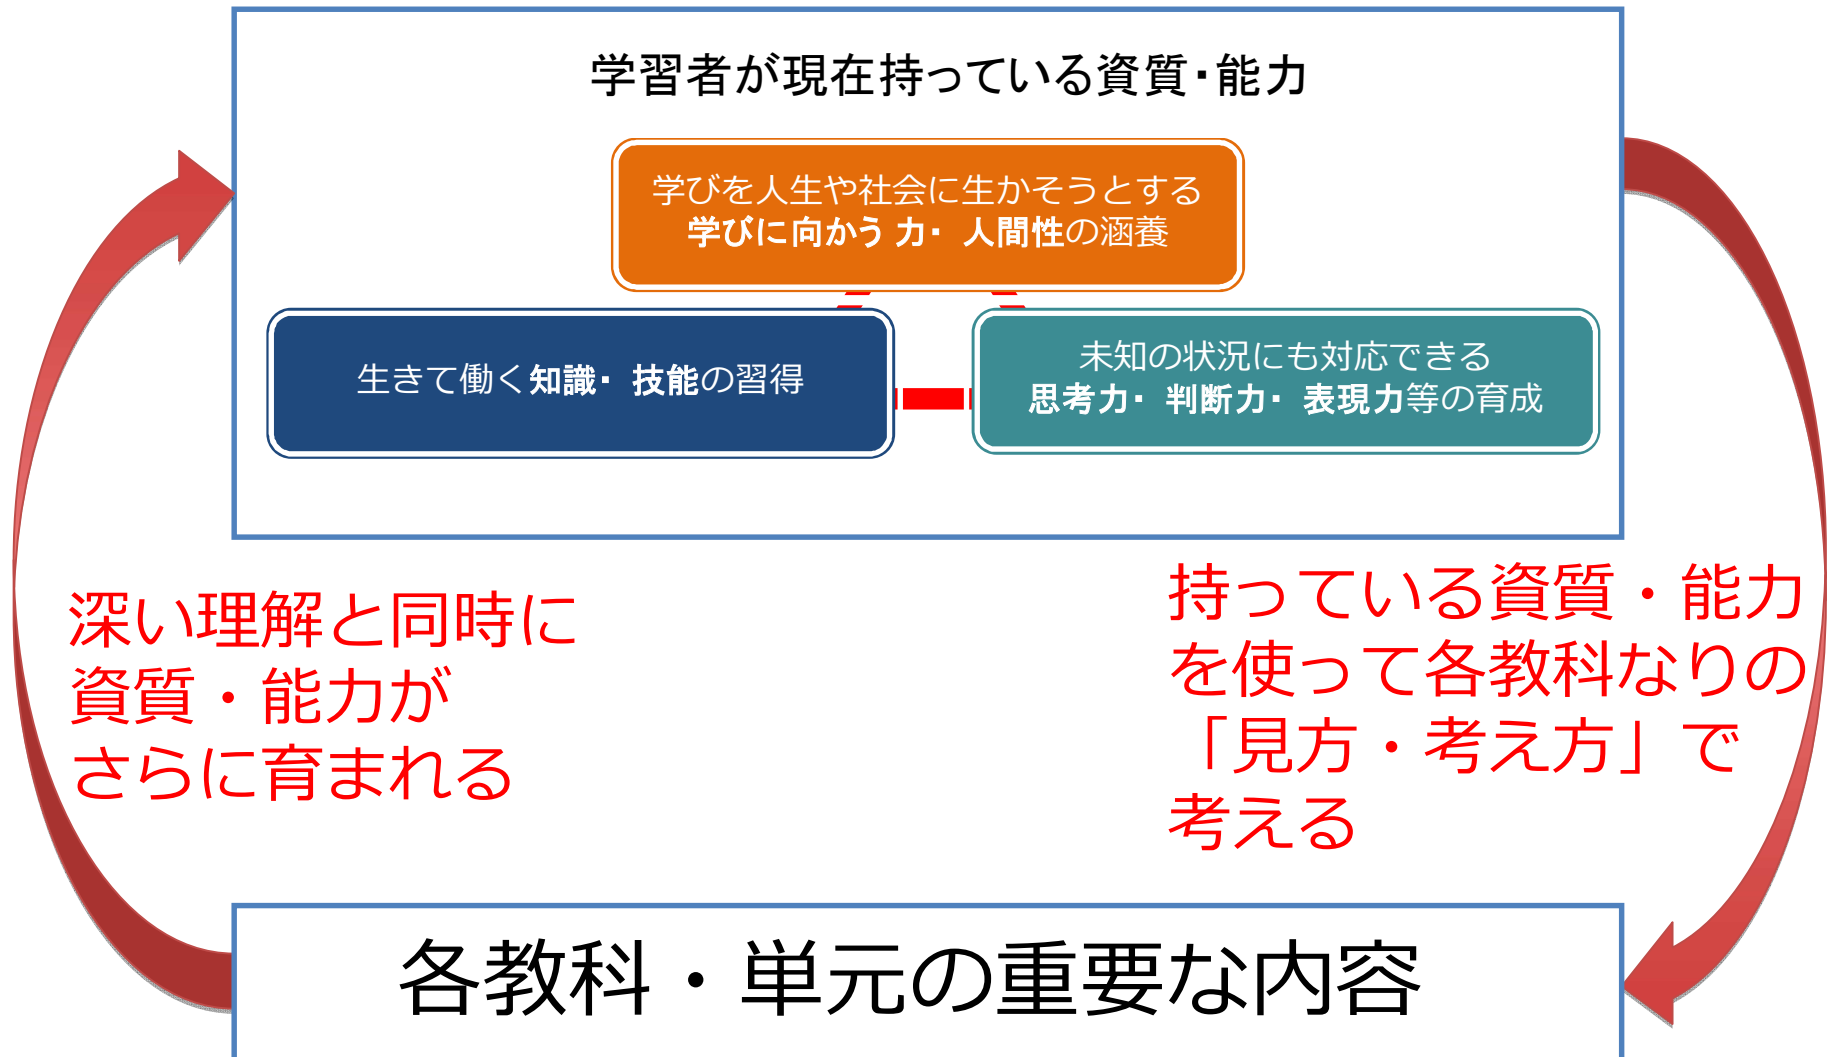 学習者が現在持っている資質・能力
学びを人生や社会に生かそうとする
学びに向かう力・人間性の涵養
生きて働く知識・技能の習得
未知の状況にも対応できる
思考力・判断力・表現力等の育成
深い理解と同時に
資質・能力が
さらに育まれる
持っている資質・能力
を使って各教科なりの
「見方・考え方」で
考える
各教科・単元の重要な内容